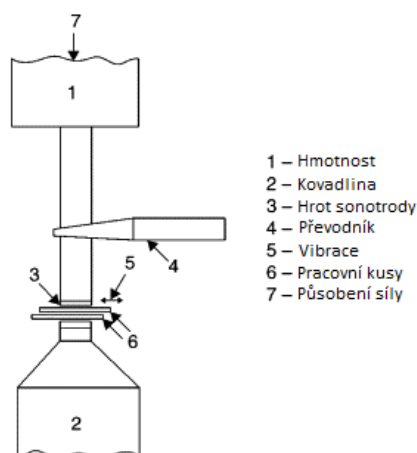 7
1
1 – Hmotnost
2 – Kovadlina
3 – Hrot sonotrody
4 – Převodník
5 – Vibrace
6 – Pracovní kusy
7 – Působení síly
5
3
4
6
2